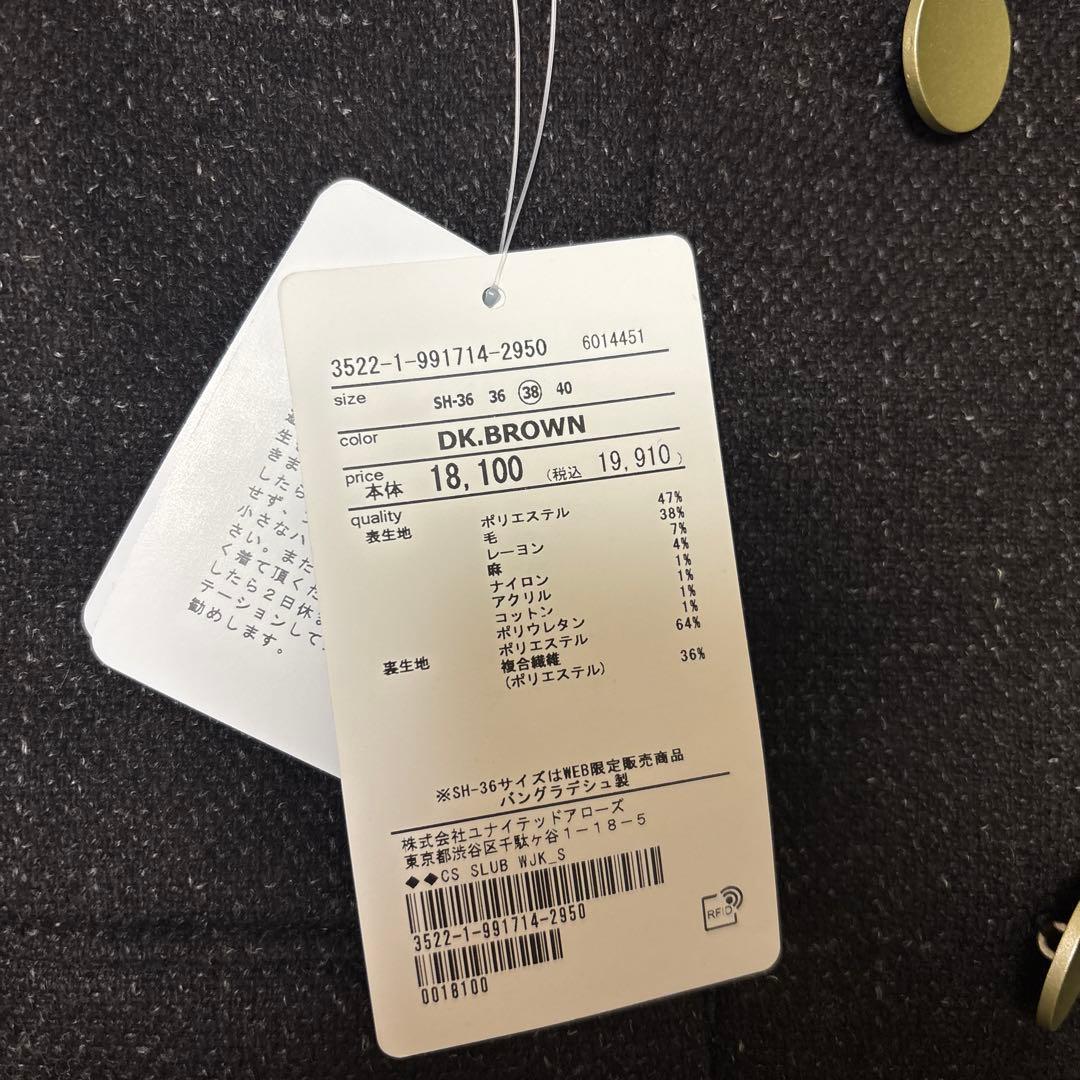 3522-1-991714-2950 6014451
size SH-36 36 38 40
color DK.BROWN
price 本体 18,100 (税込 19,910)
quality
表生地 ポリエステル 47%
毛 38%
レーヨン 7%
麻 4%
ナイロン 1%
アクリル 1%
コットン 1%
ポリウレタン 1%
裏生地 ポリエステル 64%
複合繊維 36%
(ポリエステル)
※SH-36サイズはWEB限定販売商品
バングラデシュ製
株式会社ユナイテッドアローズ
東京都渋谷区千駄ヶ谷1-18-5
◆◆CS SLUB WJK_S
3522-1-991714-2950
0018100
RFID
生
きま
したら
せず、
小さなハ
さい。また
く着て頂くた
したら2日休ま
テーションして
勧めします。